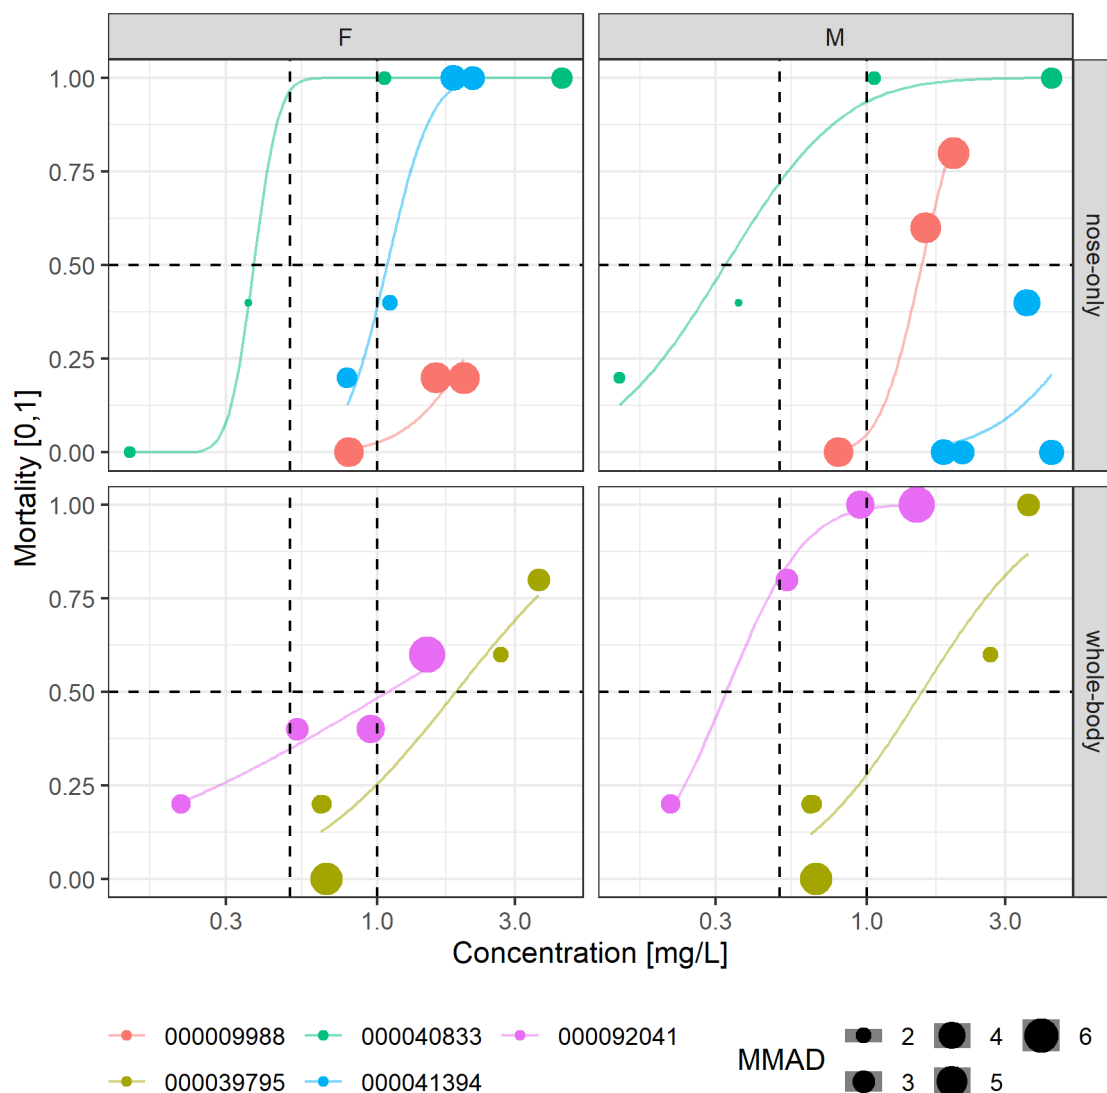 F M
1.00
0.75
0.50
0.25
0.00
nose-only
1.00
0.75
0.50
0.25
0.00
whole-body
Mortality [0,1]
0.3 1.0 3.0 0.3 1.0 3.0
Concentration [mg/L]
000009988 000040833 000092041
000039795 000041394
MMAD
2 4 6
3 5